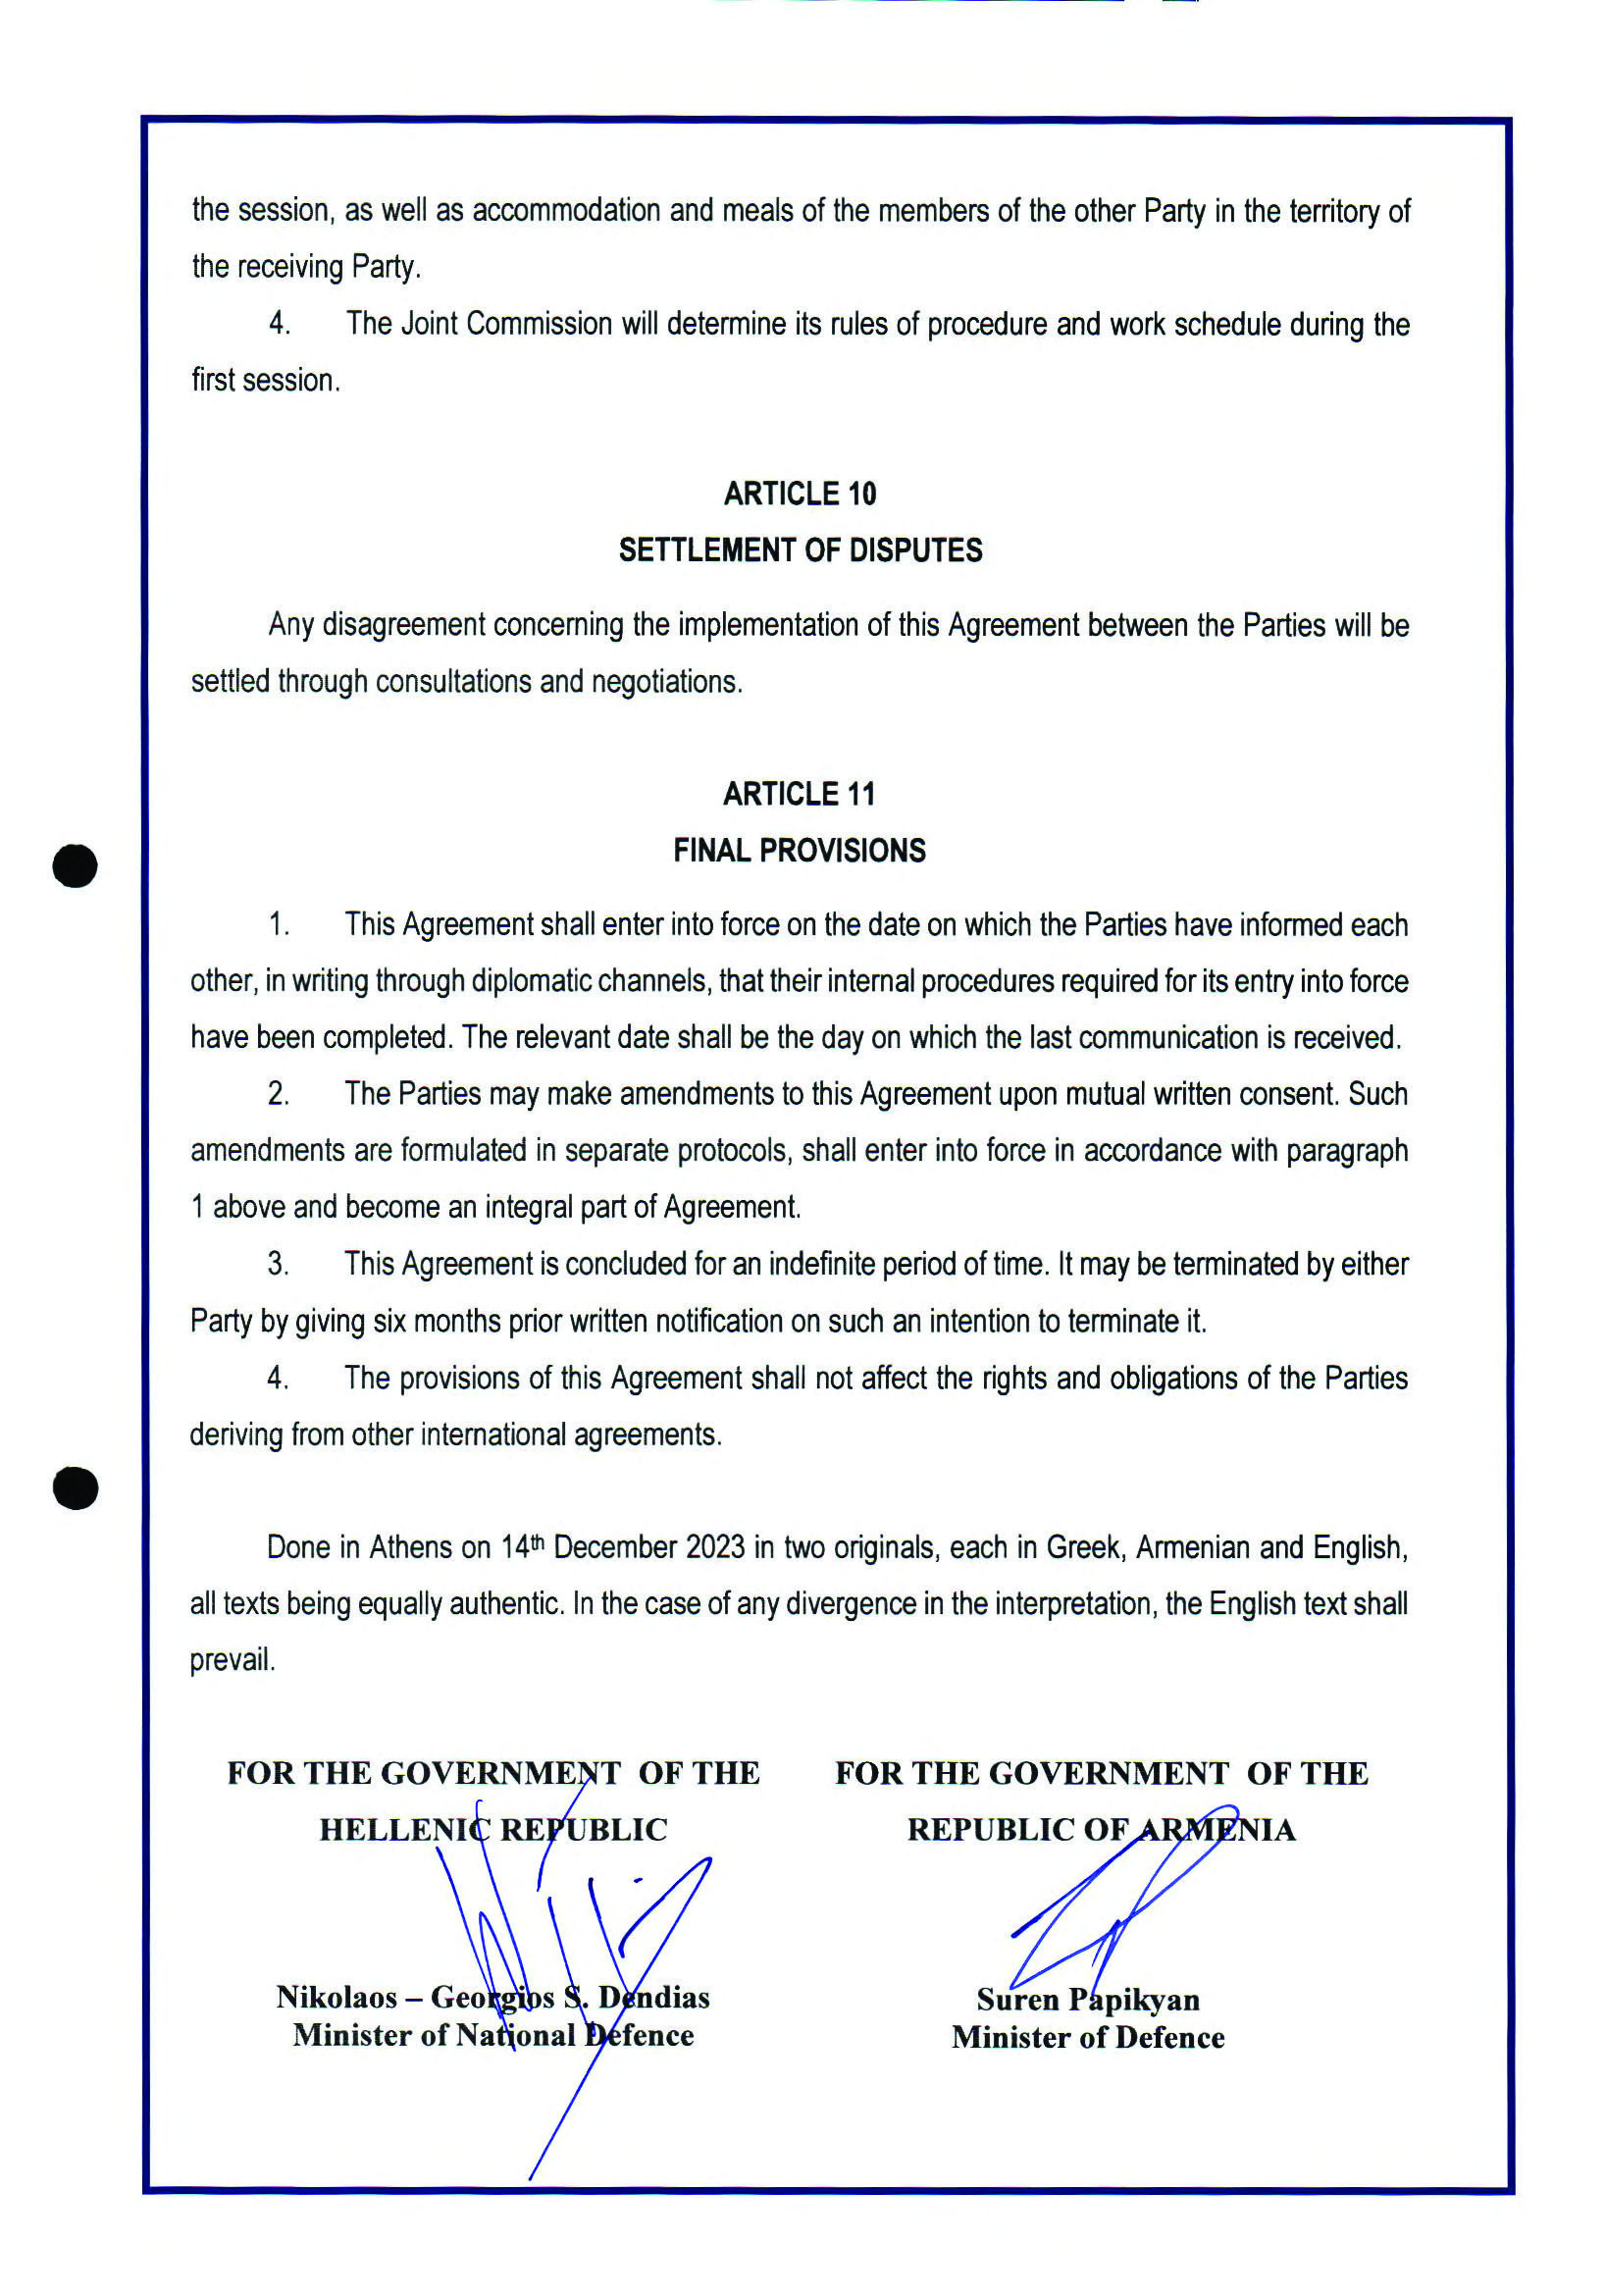 the session, as well as accommodation and meals of the members of the other Party in the territory of
the receiving Party.
4. The Joint Commission will determine its rules of procedure and work schedule during the
first session.
ARTICLE 10
SETTLEMENT OF DISPUTES
Any disagreement concerning the implementation of this Agreement between the Parties will be
settled through consultations and negotiations.
ARTICLE 11
FINAL PROVISIONS
1. This Agreement shall enter into force on the date on which the Parties have informed each
other, in writing through diplomatic channels, that their internal procedures required for its entry into force
have been completed. The relevant date shall be the day on which the last communication is received.
2. The Parties may make amendments to this Agreement upon mutual written consent. Such
amendments are formulated in separate protocols, shall enter into force in accordance with paragraph
1 above and become an integral part of Agreement.
3. This Agreement is concluded for an indefinite period of time. It may be terminated by either
Party by giving six months prior written notification on such an intention to terminate it.
4. The provisions of this Agreement shall not affect the rights and obligations of the Parties
deriving from other international agreements.
Done in Athens on 14th December 2023 in two originals, each in Greek, Armenian and English,
all texts being equally authentic. In the case of any divergence in the interpretation, the English text shall
prevail.
FOR THE GOVERNMENT OF THE
HELLENIC REPUBLIC
Nikolaos – Georgios S. Dendias
Minister of National Defence
FOR THE GOVERNMENT OF THE
REPUBLIC OF ARMENIA
Suren Papikyan
Minister of Defence